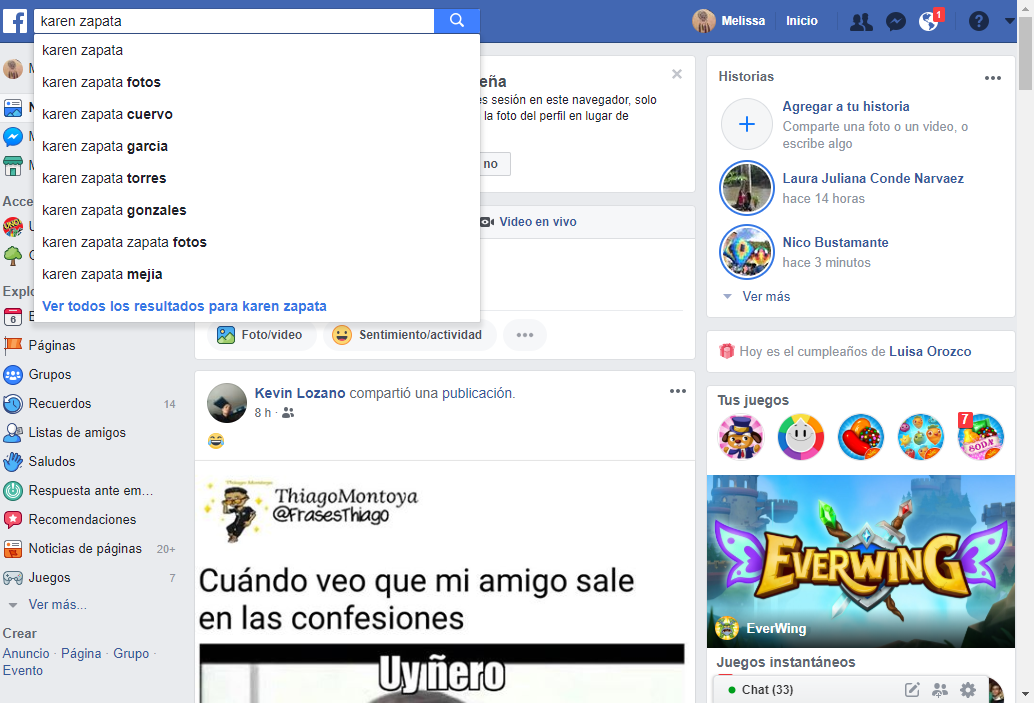 karen zapata
Melissa
Inicio
1
karen zapata
karen zapata fotos
karen zapata cuervo
karen zapata garcia
karen zapata torres
karen zapata gonzales
karen zapata zapata fotos
karen zapata mejia
Ver todos los resultados para karen zapata
Acce
Explo
6
Páginas
Grupos
Recuerdos 14
Listas de amigos
Saludos
Respuesta ante em...
Recomendaciones
Noticias de páginas 20+
Juegos 7
Ver más...
Crear
Anuncio · Página · Grupo ·
Evento
eña
es sesión en este navegador, solo
la foto del perfil en lugar de
no
Video en vivo
Foto/video
Sentimiento/actividad
Kevin Lozano compartió una publicación.
8 h ·
Thiago Montoya
ThiagoMontoya
@FrasesThiago
Cuándo veo que mi amigo sale
en las confesiones
Uy ñero
Historias
Agregar a tu historia
Comparte una foto o un video, o
escribe algo
Laura Juliana Conde Narvaez
hace 14 horas
Nico Bustamante
hace 3 minutos
Ver más
Hoy es el cumpleaños de Luisa Orozco
Tus juegos
7
SODA
EVERWING
EverWing
Juegos instantáneos
Chat (33)